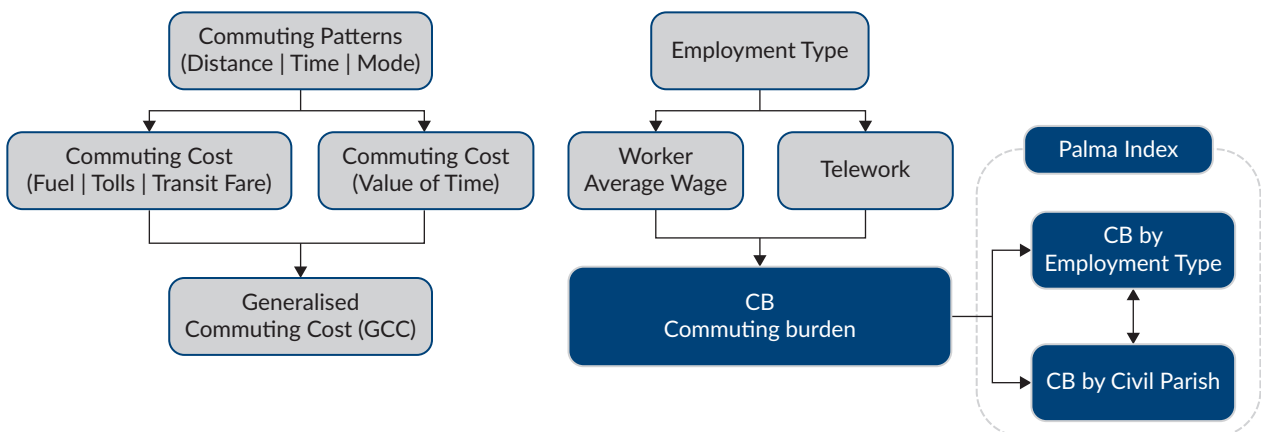 Commuting Patterns
(Distance | Time | Mode)
Commuting Cost
(Fuel | Tolls | Transit Fare)
Commuting Cost
(Value of Time)
Generalised
Commuting Cost (GCC)
Employment Type
Worker
Average Wage
Telework
CB
Commuting burden
Palma Index
CB by
Employment Type
CB by Civil Parish